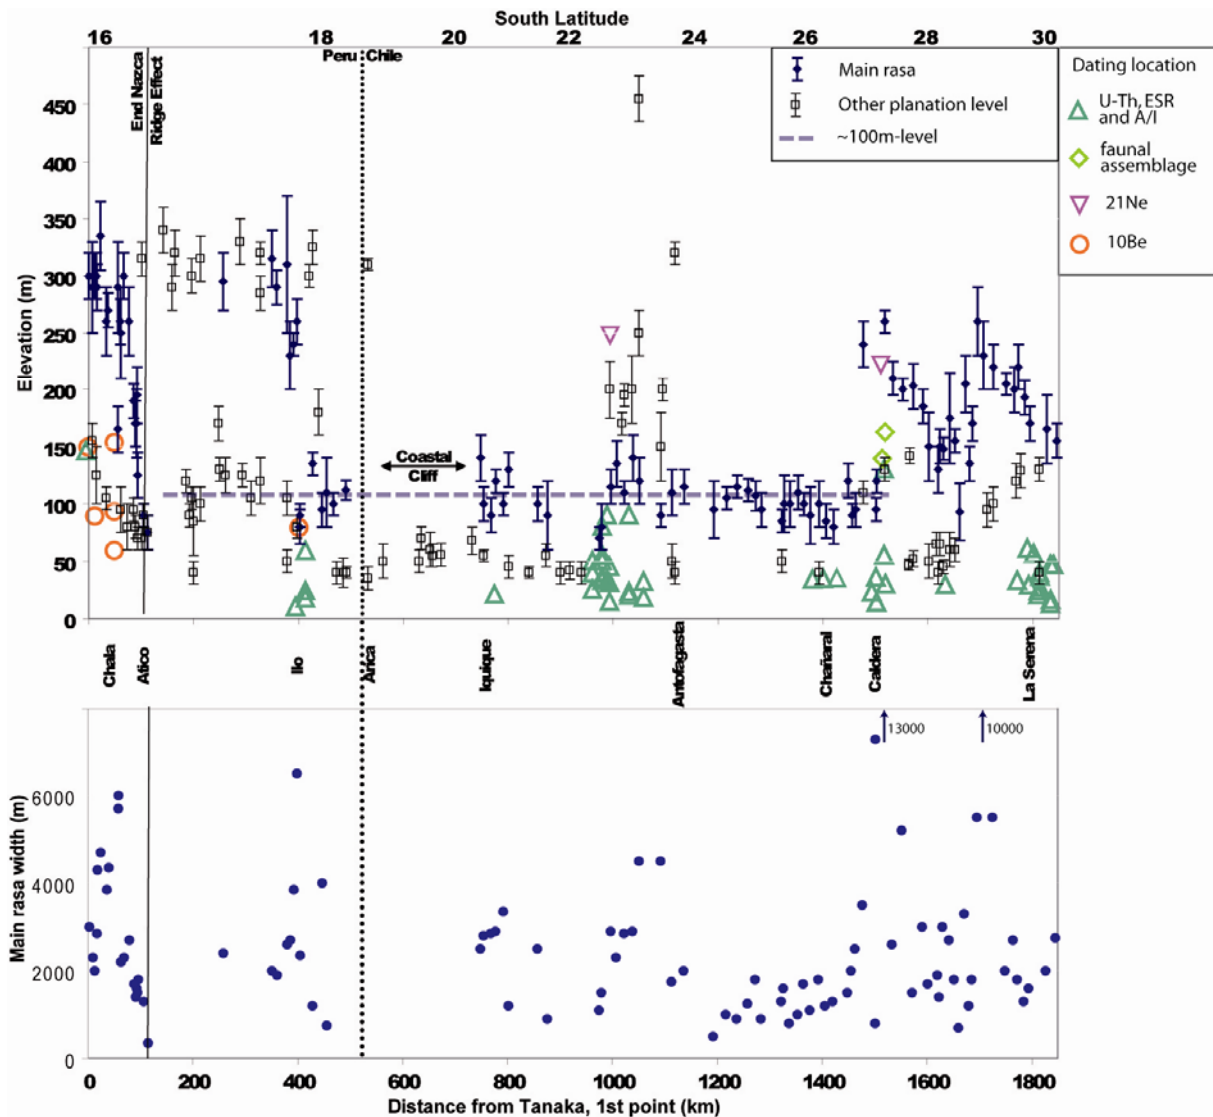 South Latitude
16 18 20 22 24 26 28 30
End Nazca
Ridge Effect
Peru Chile
Main rasa
Other planation level
~100m-level
Dating location
U-Th, ESR
and A/I
faunal
assemblage
21Ne
10Be
Elevation (m)
450
400
350
300
250
200
150
100
50
0
Coastal
Cliff
Chala
Atico
Ilo
Arica
Iquique
Antofagasta
Chañaral
Caldera
La Serena
13000
10000
Main rasa width (m)
6000
4000
2000
0
0 200 400 600 800 1000 1200 1400 1600 1800
Distance from Tanaka, 1st point (km)